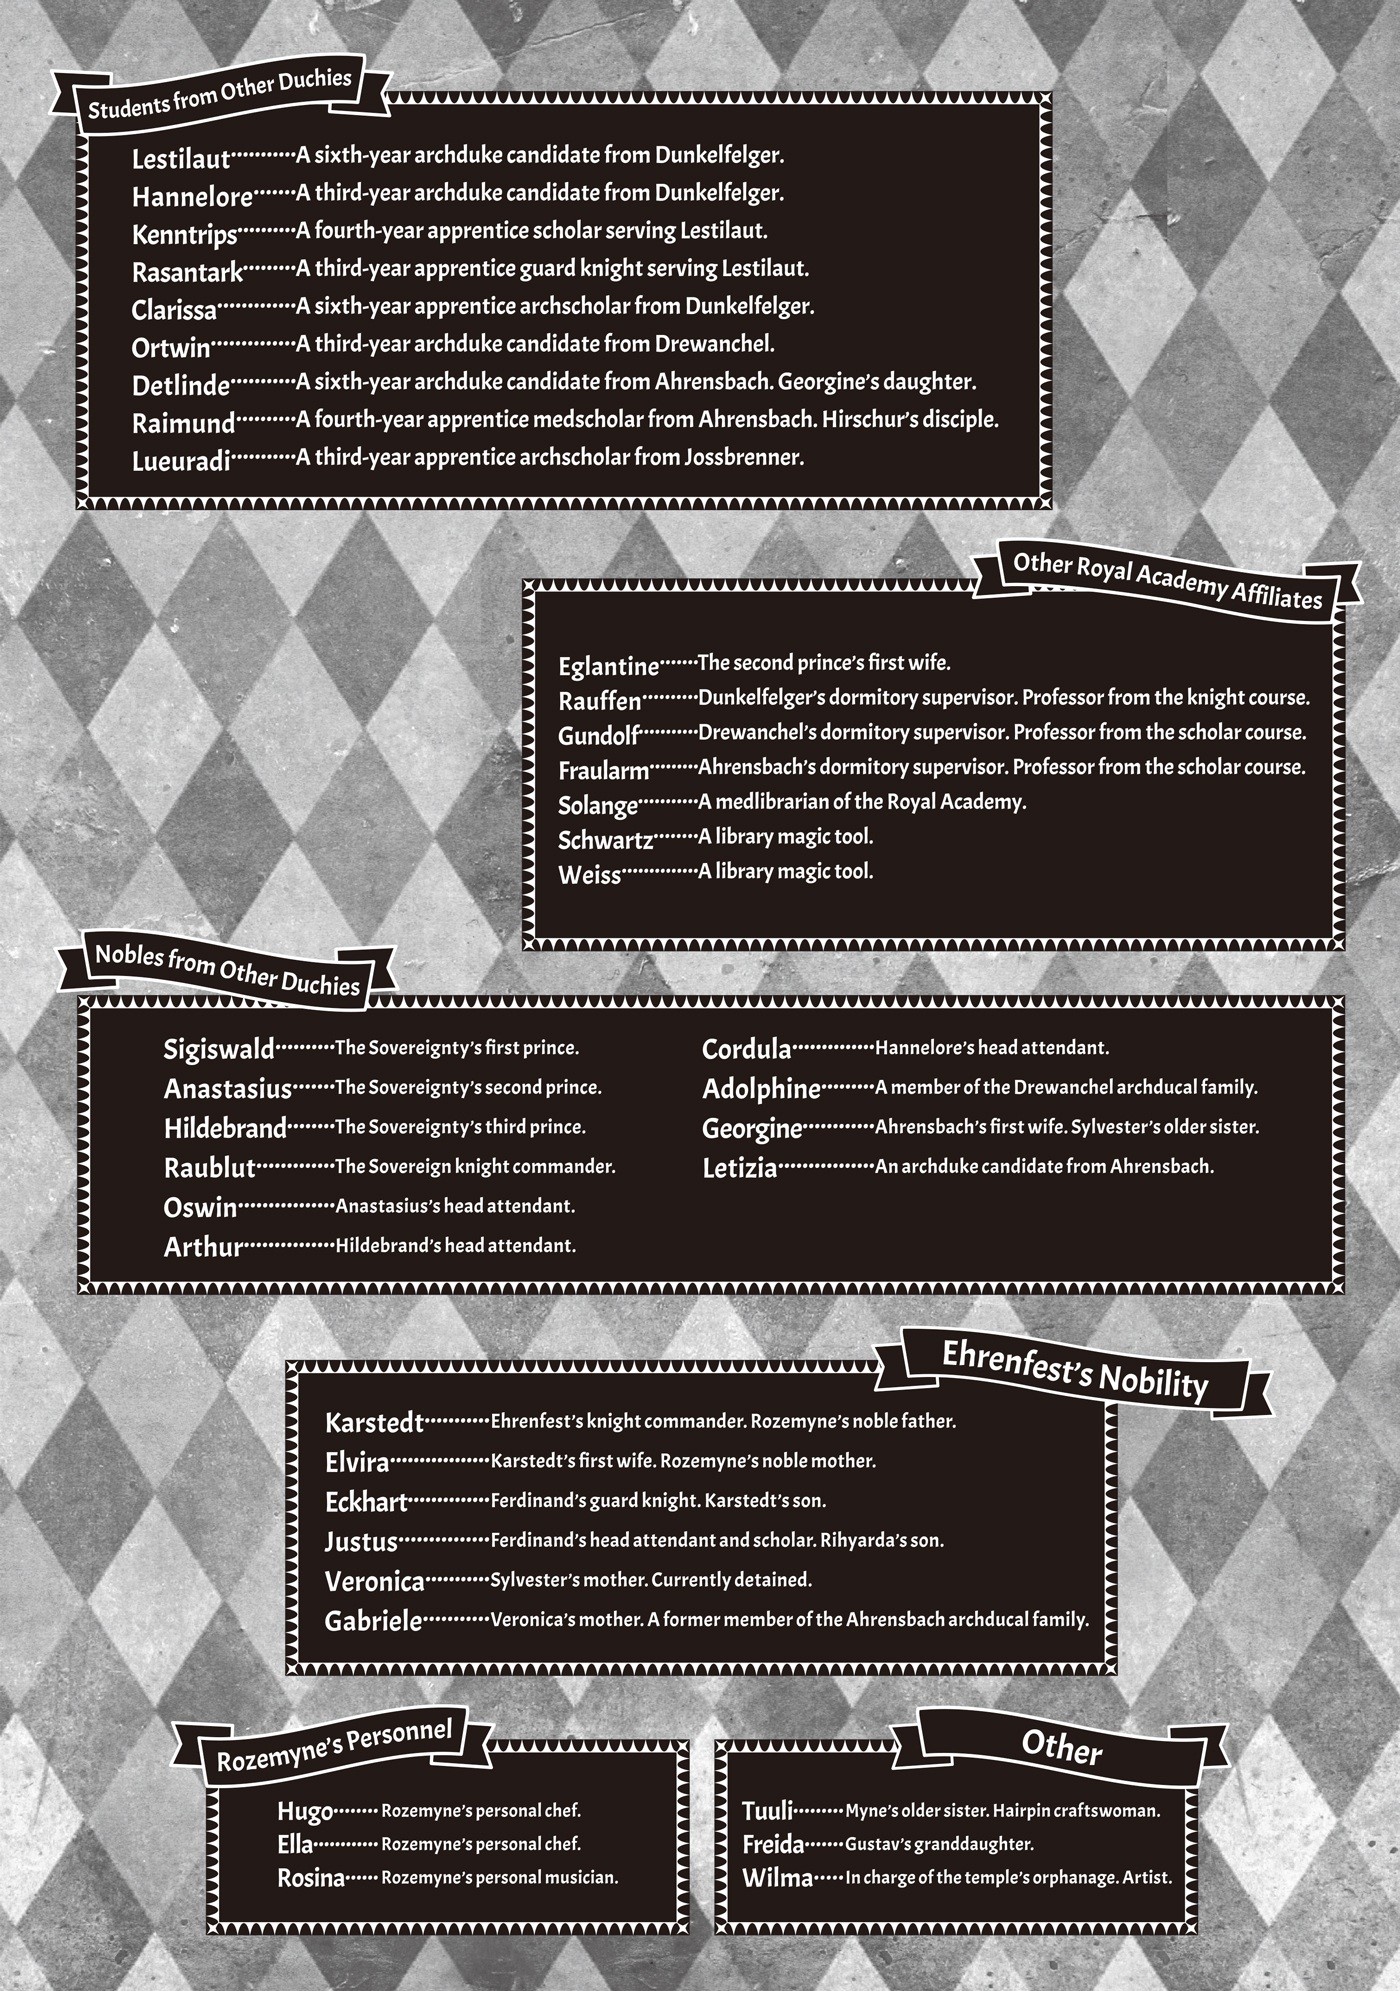 Students from Other Duchies
Lestilaut···········A sixth-year archduke candidate from Dunkelfelger.
Hannelore·······A third-year archduke candidate from Dunkelfelger.
Kenntrips··········A fourth-year apprentice scholar serving Lestilaut.
Rasantark·········A third-year apprentice guard knight serving Lestilaut.
Clarissa·············A sixth-year apprentice archscholar from Dunkelfelger.
Ortwin··············A third-year archduke candidate from Drewanchel.
Detlinde···········A sixth-year archduke candidate from Ahrensbach. Georgine’s daughter.
Raimund··········A fourth-year apprentice medscholar from Ahrensbach. Hirschur’s disciple.
Lueuradi···········A third-year apprentice archscholar from Jossbrenner.
Other Royal Academy Affiliates
Eglantine·······The second prince’s first wife.
Rauffen··········Dunkelfelger’s dormitory supervisor. Professor from the knight course.
Gundolf··········Drewanchel’s dormitory supervisor. Professor from the scholar course.
Fraularm········Ahrensbach’s dormitory supervisor. Professor from the scholar course.
Solange··········A medlibrarian of the Royal Academy.
Schwartz········A library magic tool.
Weiss·············A library magic tool.
Nobles from Other Duchies
Sigiswald··········The Sovereignty’s first prince.
Anastasius·······The Sovereignty’s second prince.
Hildebrand········The Sovereignty’s third prince.
Raublut·············The Sovereign knight commander.
Oswin················Anastasius’s head attendant.
Arthur···············Hildebrand’s head attendant.
Cordula··············Hannelore’s head attendant.
Adolphine·········A member of the Drewanchel archducal family.
Georgine············Ahrensbach’s first wife. Sylvester’s older sister.
Letizia················An archduke candidate from Ahrensbach.
Ehrenfest’s Nobility
Karstedt···········Ehrenfest’s knight commander. Rozemyne’s noble father.
Elvira·················Karstedt’s first wife. Rozemyne’s noble mother.
Eckhart··············Ferdinand’s guard knight. Karstedt’s son.
Justus···············Ferdinand’s head attendant and scholar. Rihyarda’s son.
Veronica···········Sylvester’s mother. Currently detained.
Gabriele···········Veronica’s mother. A former member of the Ahrensbach archducal family.
Rozemyne’s Personnel
Hugo········Rozemyne’s personal chef.
Ella···········Rozemyne’s personal chef.
Rosina······Rozemyne’s personal musician.
Other
Tuuli·········Myne’s older sister. Hairpin craftswoman.
Freida·······Gustav’s granddaughter.
Wilma·····In charge of the temple’s orphanage. Artist.